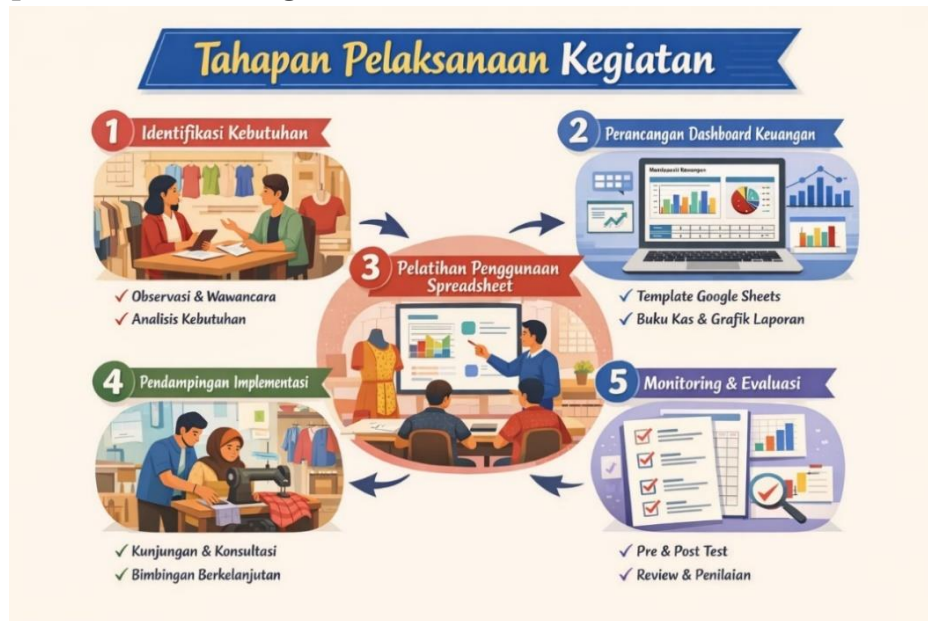 Tahapan Pelaksanaan Kegiatan
1 Identifikasi Kebutuhan
✓ Observasi & Wawancara
✓ Analisis Kebutuhan
2 Perancangan Dashboard Keuangan
✓ Template Google Sheets
✓ Buku Kas & Grafik Laporan
3 Pelatihan Penggunaan
Spreadsheet
4 Pendampingan Implementasi
✓ Kunjungan & Konsultasi
✓ Bimbingan Berkelanjutan
5 Monitoring & Evaluasi
✓ Pre & Post Test
✓ Review & Penilaian